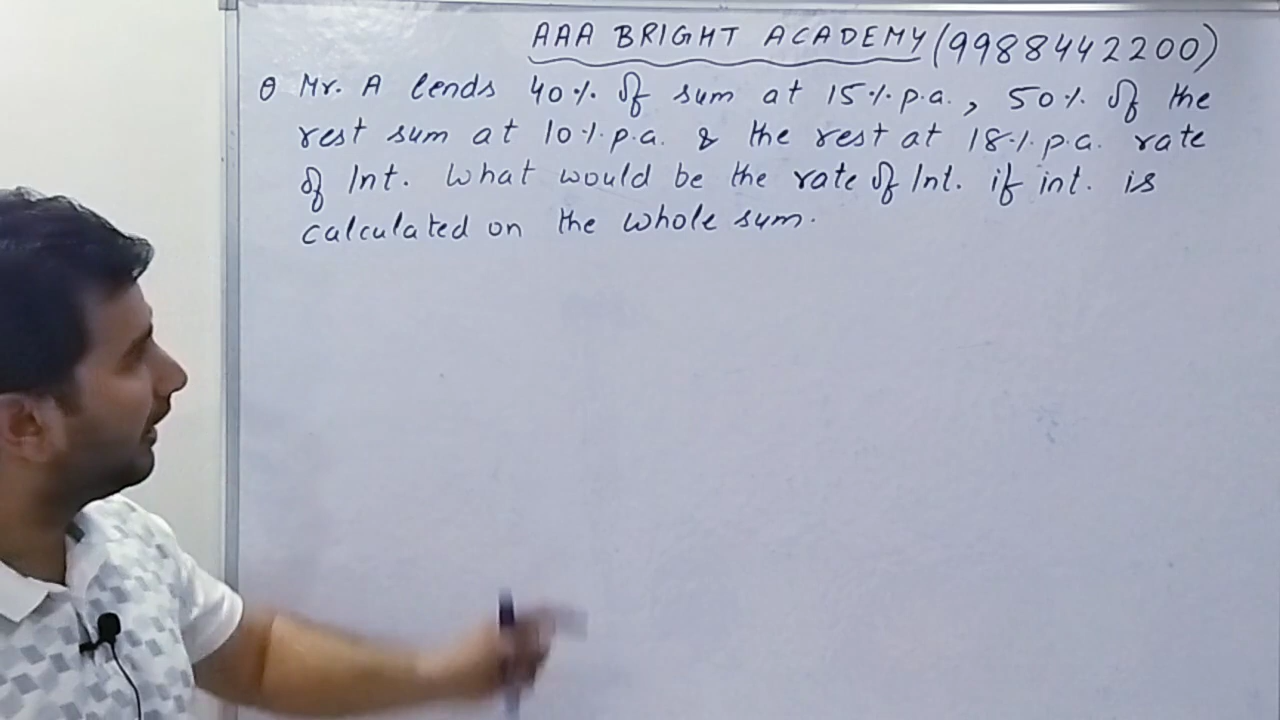 AAA BRIGHT ACADEMY (9988442200)
Q Mr. A lends 40% of sum at 15% p.a., 50% of the
rest sum at 10% p.a. & the rest at 18% p.a. rate
of Int. What would be the rate of Int. if int. is
calculated on the whole sum.